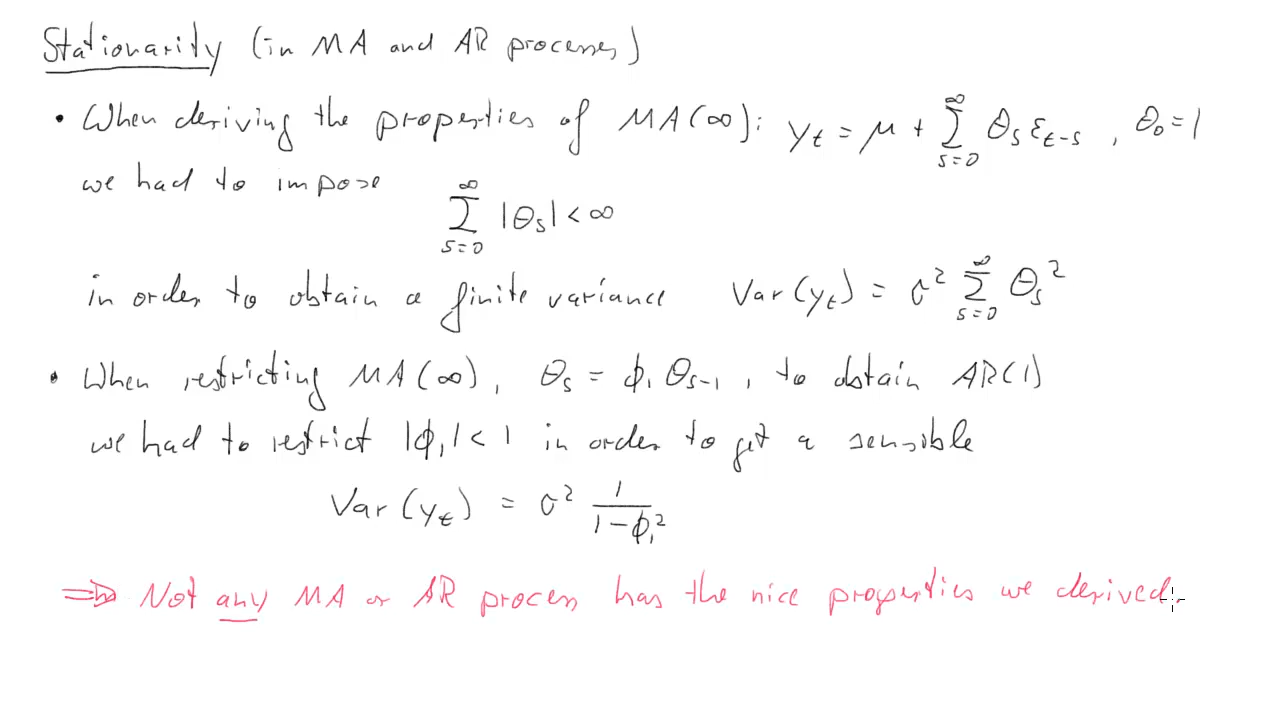 Stationarity (in MA and AR processes)
• When deriving the properties of MA(∞): y_t = μ + ∑_{s=0}^{∞} θ_s ε_{t-s} , θ_0 = 1
we had to impose
∑_{s=0}^{∞} |θ_s| < ∞
in order to obtain a finite variance Var(y_t) = σ² ∑_{s=0}^{∞} θ_s²
• When restricting MA(∞), θ_s = ϕ_1 θ_{s-1}, to obtain AR(1)
we had to restrict |ϕ_1| < 1 in order to get a sensible
Var(y_t) = σ² 1/(1-ϕ_1²)
⇒ Not any MA or AR process has the nice properties we derived.